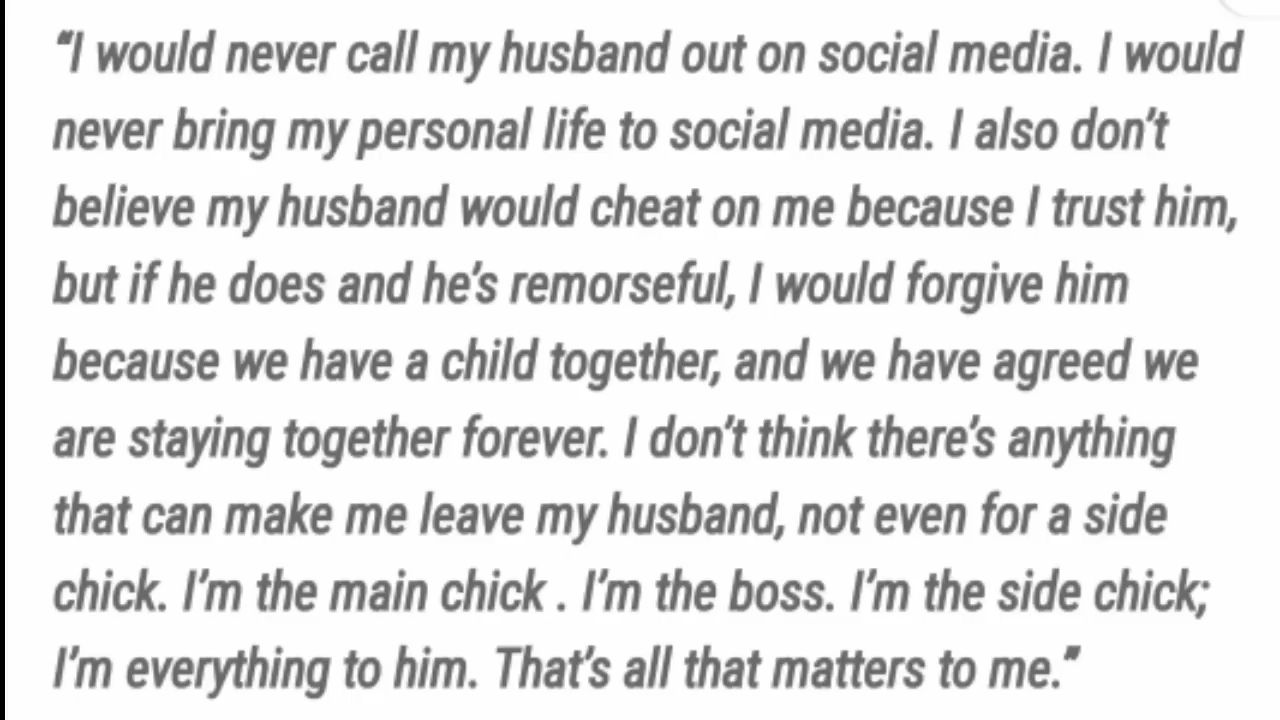 “I would never call my husband out on social media. I would
never bring my personal life to social media. I also don’t
believe my husband would cheat on me because I trust him,
but if he does and he’s remorseful, I would forgive him
because we have a child together, and we have agreed we
are staying together forever. I don’t think there’s anything
that can make me leave my husband, not even for a side
chick. I’m the main chick . I’m the boss. I’m the side chick;
I’m everything to him. That’s all that matters to me.”